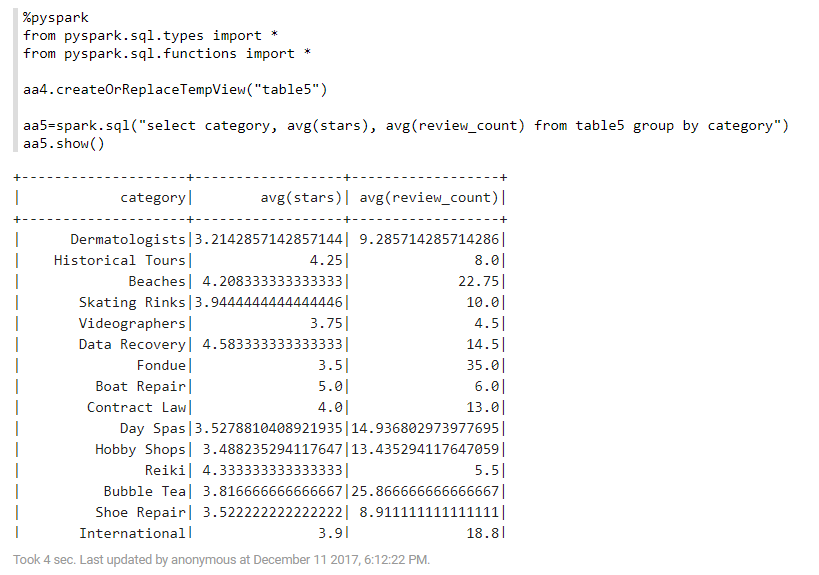 %pyspark
from pyspark.sql.types import *
from pyspark.sql.functions import *
aa4.createOrReplaceTempView("table5")
aa5=spark.sql("select category, avg(stars), avg(review_count) from table5 group by category")
aa5.show()
+--------------------+------------------+------------------+
|            category|        avg(stars)| avg(review_count)|
+--------------------+------------------+------------------+
|      Dermatologists|3.2142857142857144| 9.285714285714286|
|    Historical Tours|              4.25|               8.0|
|             Beaches| 4.208333333333333|             22.75|
|       Skating Rinks|3.9444444444444446|              10.0|
|       Videographers|              3.75|               4.5|
|       Data Recovery| 4.583333333333333|              14.5|
|              Fondue|               3.5|              35.0|
|         Boat Repair|               5.0|               6.0|
|        Contract Law|               4.0|              13.0|
|            Day Spas|3.5278810408921935|14.936802973977695|
|         Hobby Shops| 3.488235294117647|13.435294117647059|
|               Reiki| 4.333333333333333|               5.5|
|          Bubble Tea| 3.816666666666667|25.866666666666667|
|         Shoe Repair| 3.522222222222222| 8.911111111111111|
|       International|               3.9|              18.8|
Took 4 sec. Last updated by anonymous at December 11 2017, 6:12:22 PM.